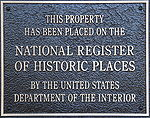 THIS PROPERTY
HAS BEEN PLACED ON THE
NATIONAL REGISTER
OF HISTORIC PLACES
BY THE UNITED STATES
DEPARTMENT OF THE INTERIOR